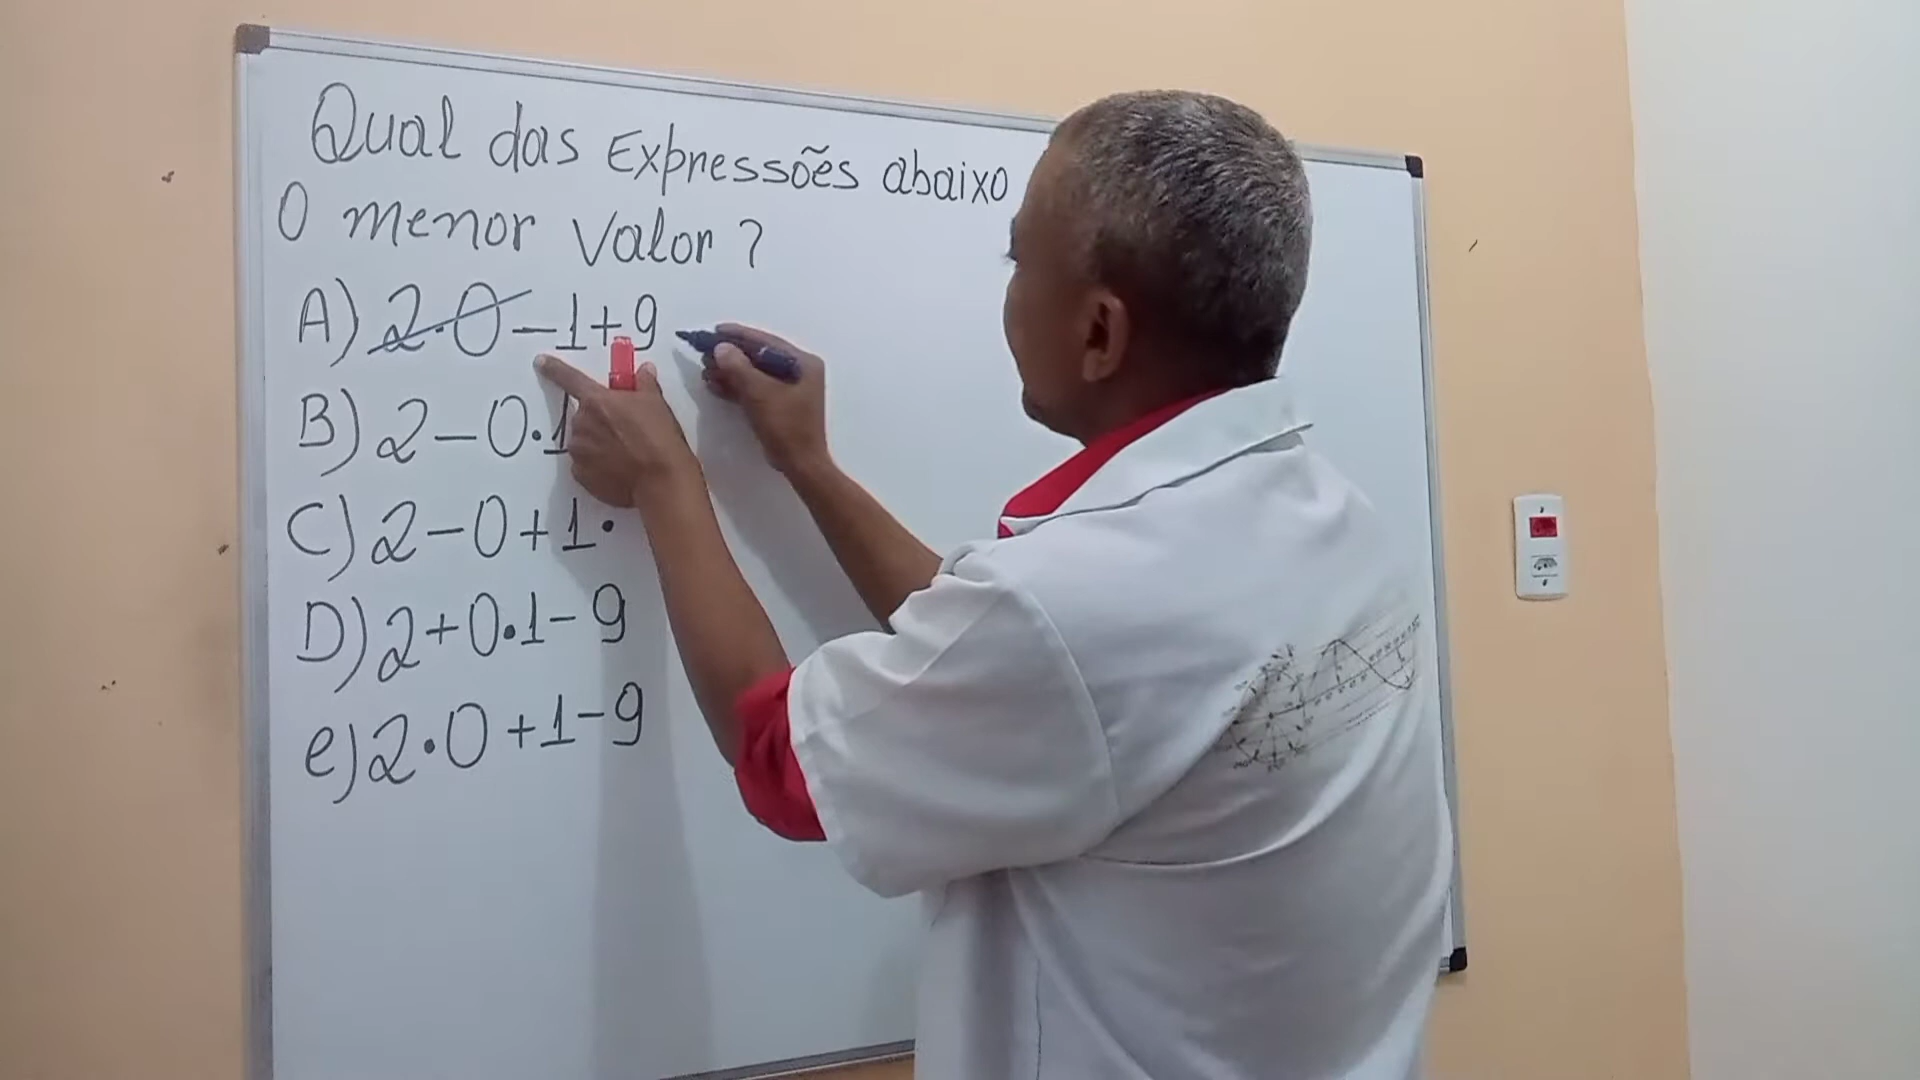 Qual das Expressões abaixo
O menor Valor?
A) 2·0-1+9
B) 2-0·1
C) 2-0+1·
D) 2+0·1-9
e) 2·0+1-9